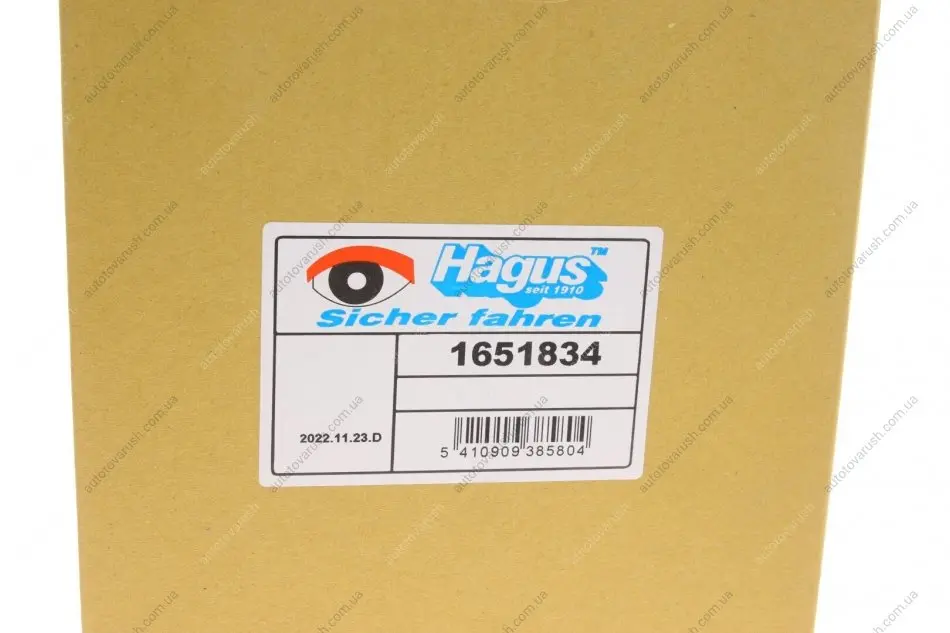 Hagus™
seit 1910
Sicher fahren
1651834
2022.11.23.D
5 410909 385804
autotovarush.com.ua